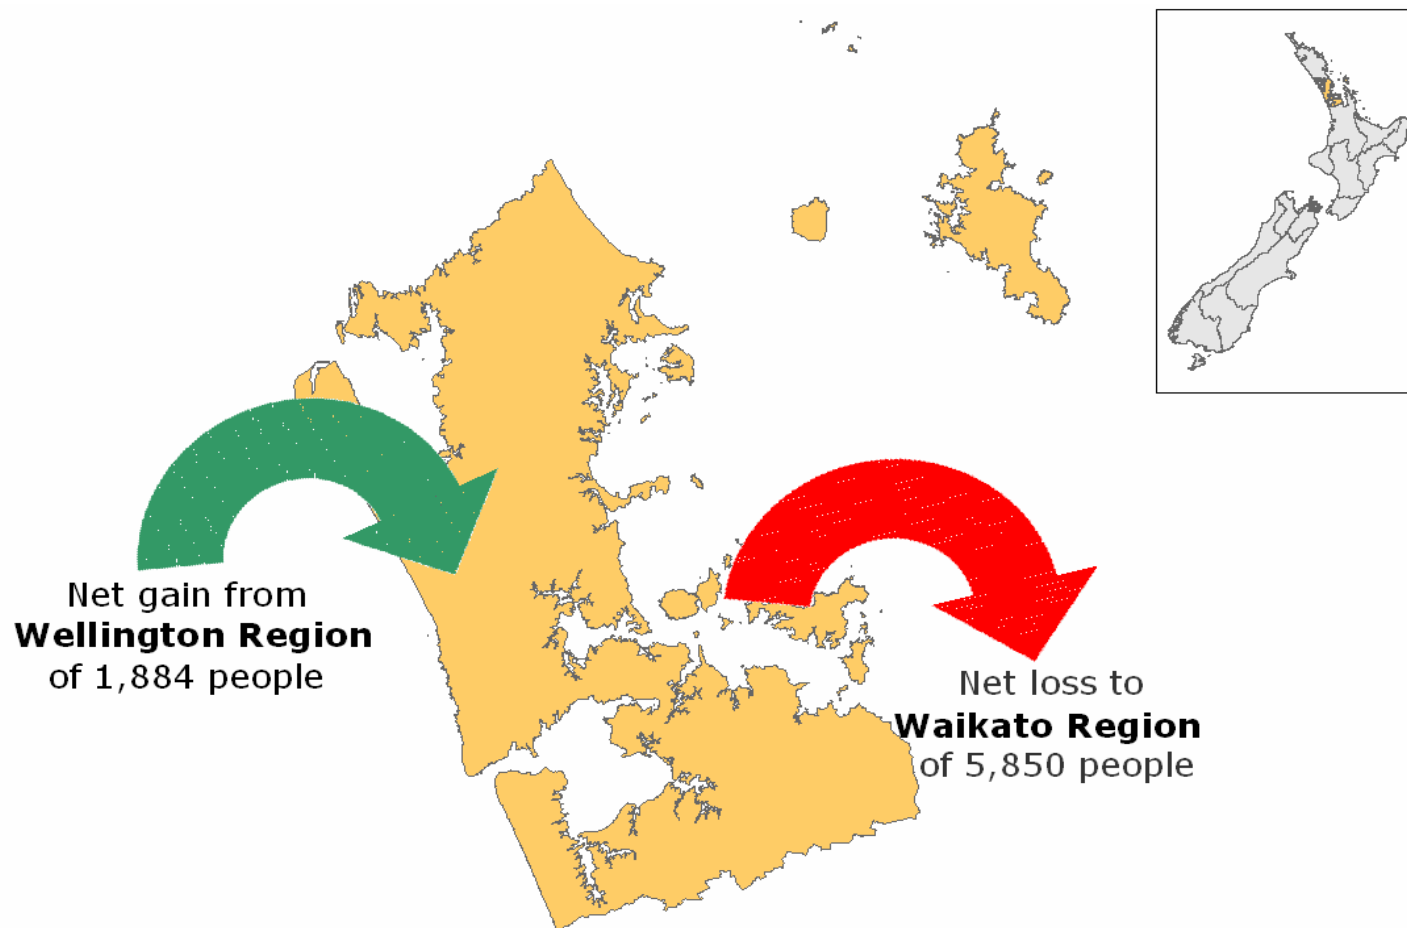 Net gain from
Wellington Region
of 1,884 people
Net loss to
Waikato Region
of 5,850 people